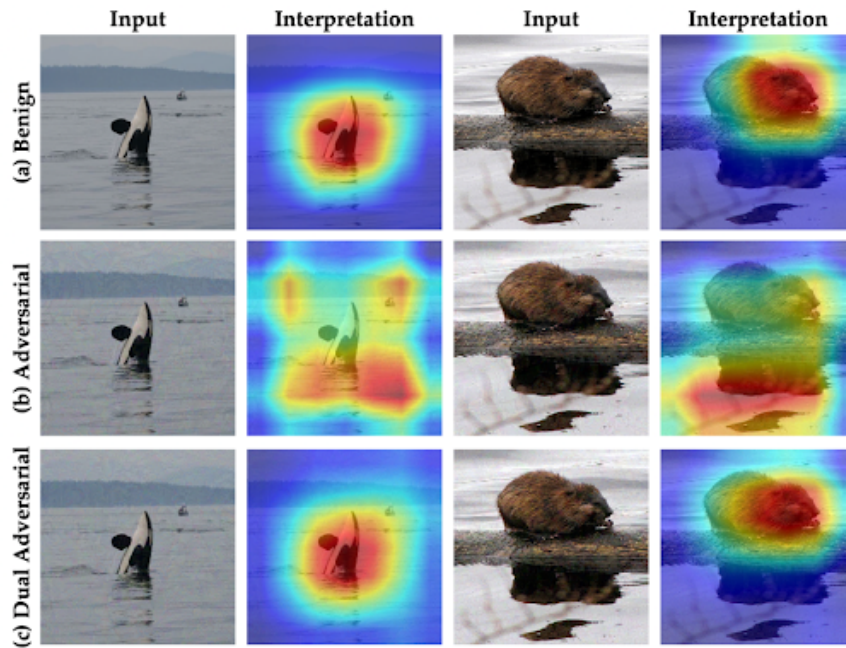 Input Interpretation Input Interpretation
(a) Benign
(b) Adversarial
(c) Dual Adversarial